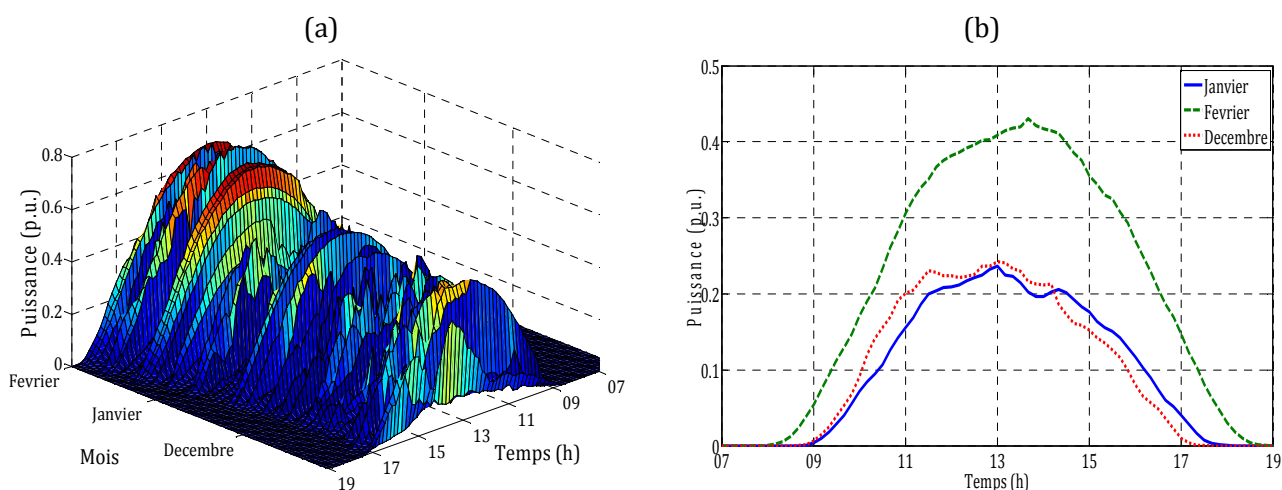 (a)
0.8
0.6
0.4
0.2
0
Puissance (p.u.)
Fevrier
Janvier
Decembre
Mois
19
17
15
13
11
09
07
Temps (h)
(b)
0.5
0.4
0.3
0.2
0.1
0
Puissance (p.u.)
Janvier
Fevrier
Decembre
07 09 11 13 15 17 19
Temps (h)